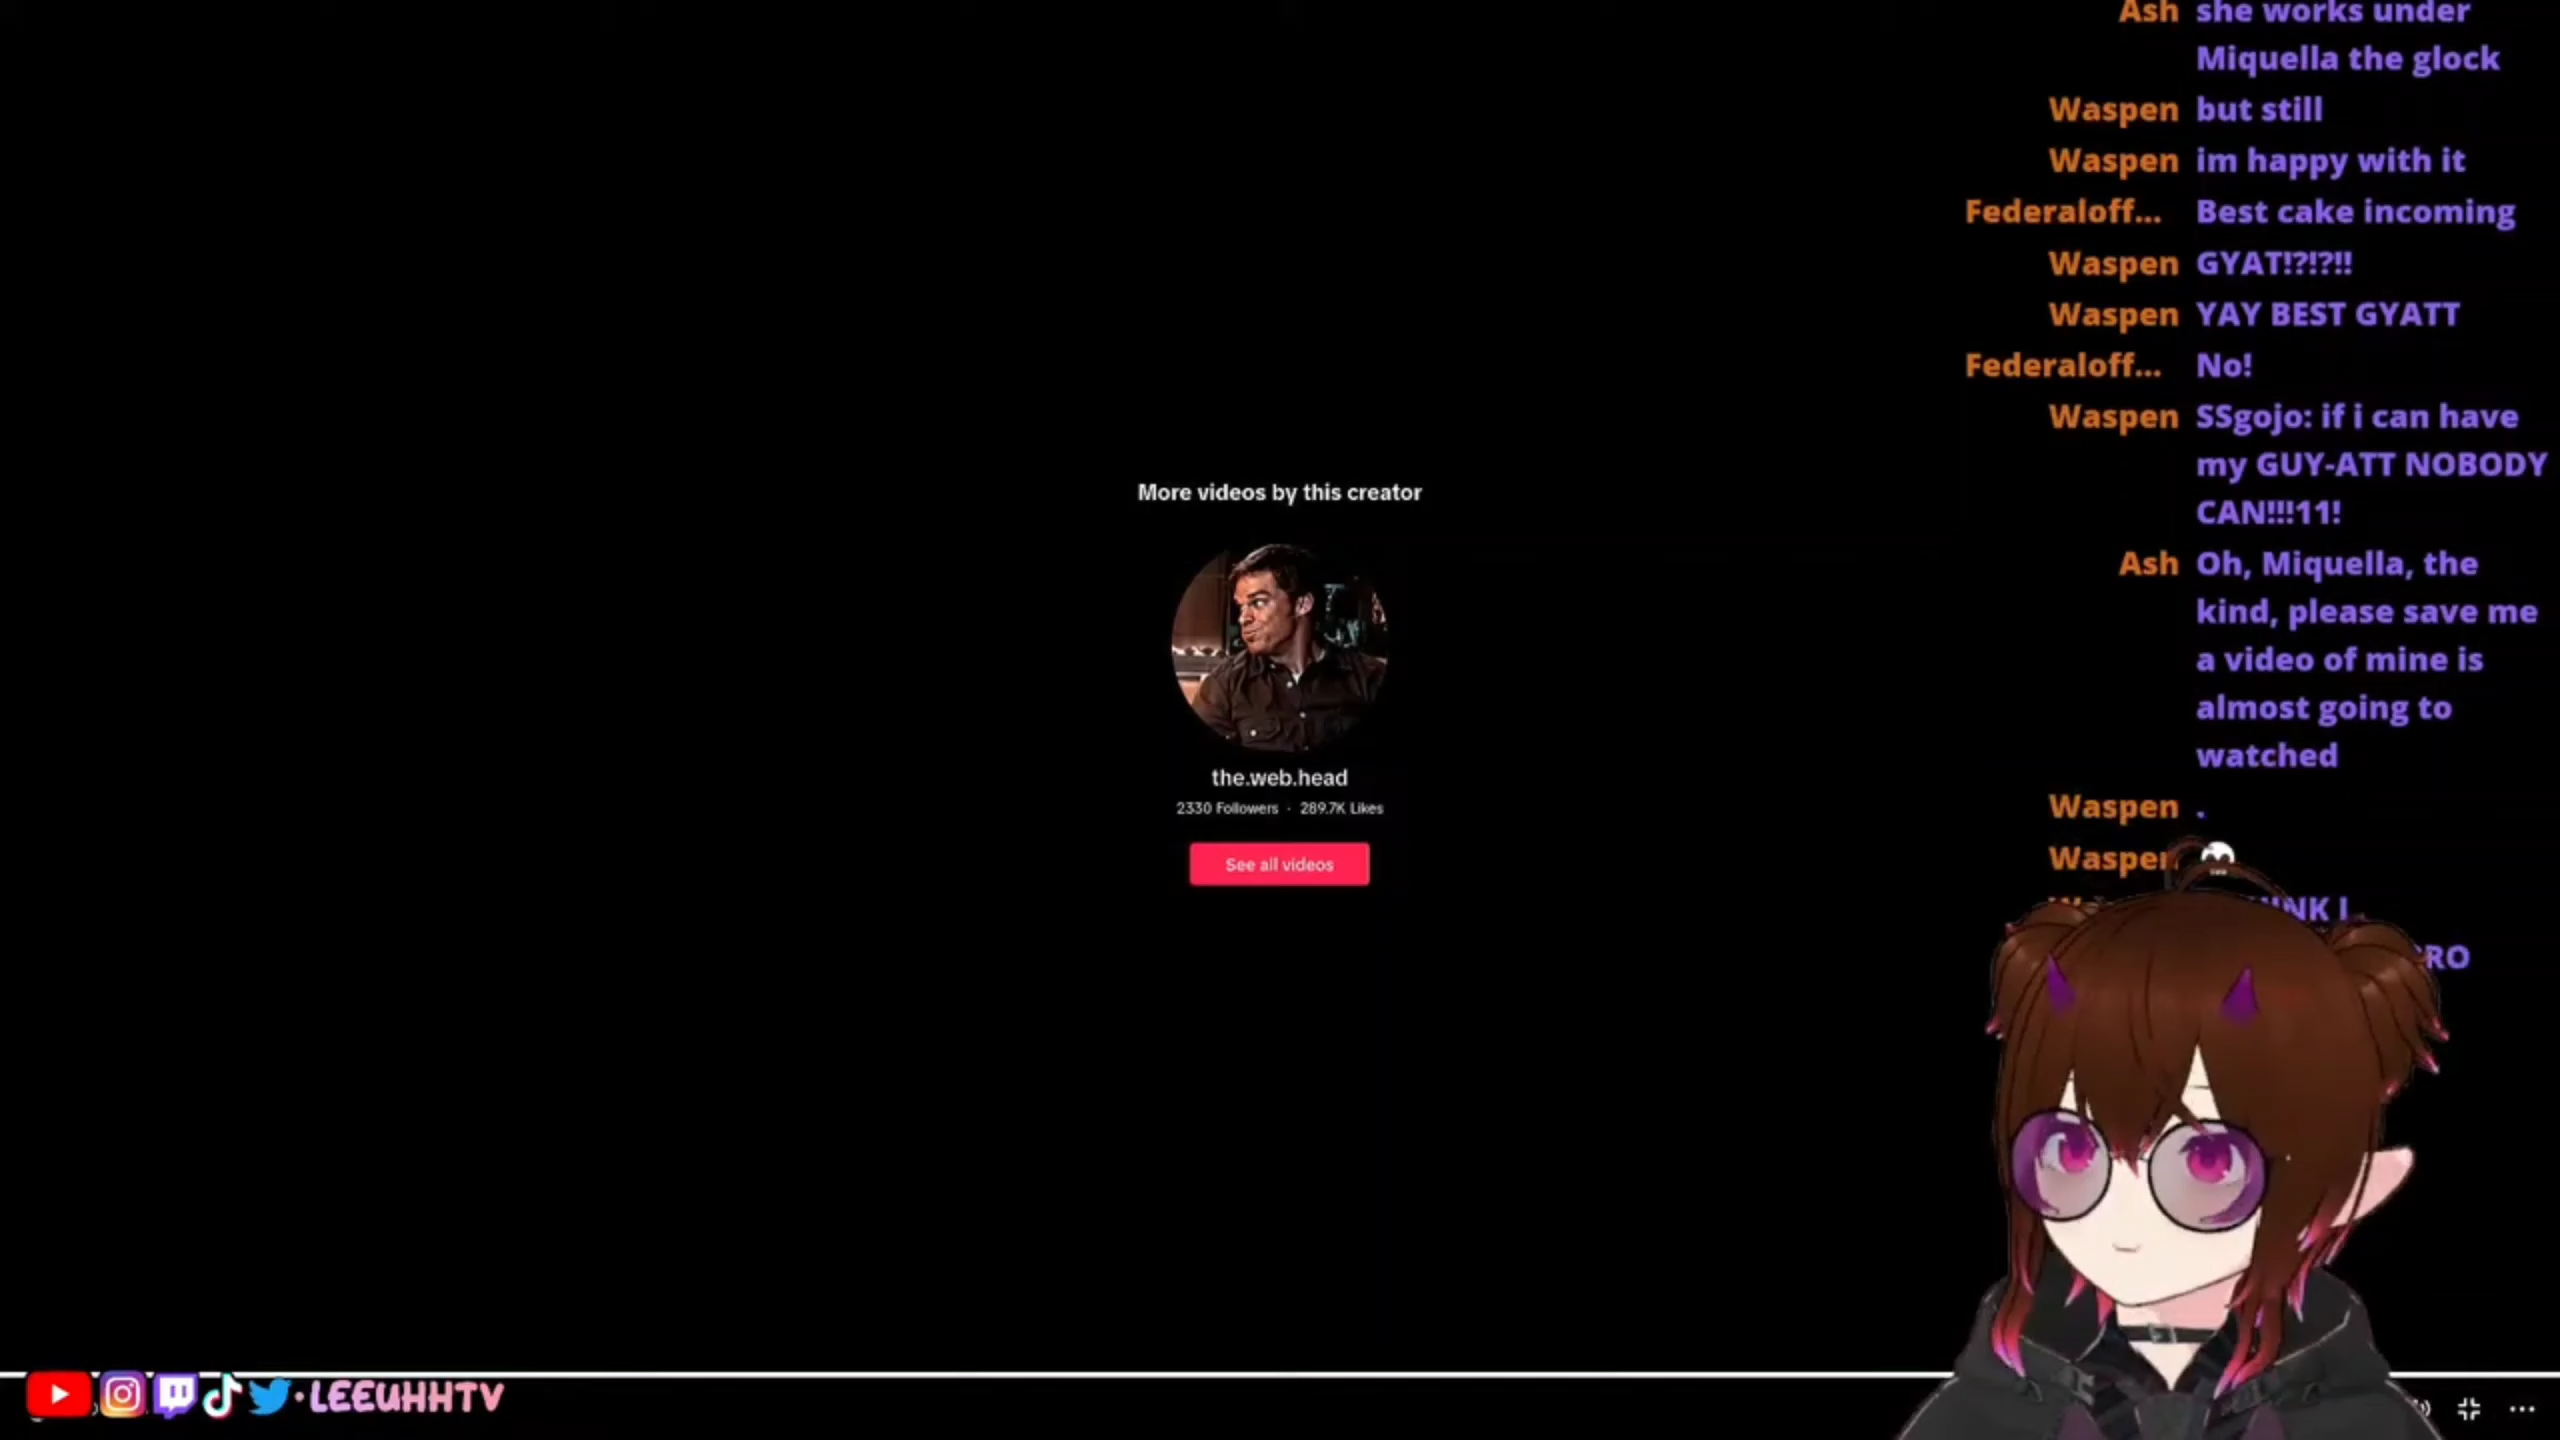 Ash she works under
Miquella the glock
Waspen but still
Waspen im happy with it
Federaloff... Best cake incoming
Waspen GYAT!?!?!!
Waspen YAY BEST GYATT
Federaloff... No!
Waspen SSgojo: if i can have
my GUY-ATT NOBODY
CAN!!!11!
Ash Oh, Miquella, the
kind, please save me
a video of mine is
almost going to
watched
Waspen .
Waspen
More videos by this creator
the.web.head
2330 Followers · 289.7K Likes
See all videos
LEEUHHTV